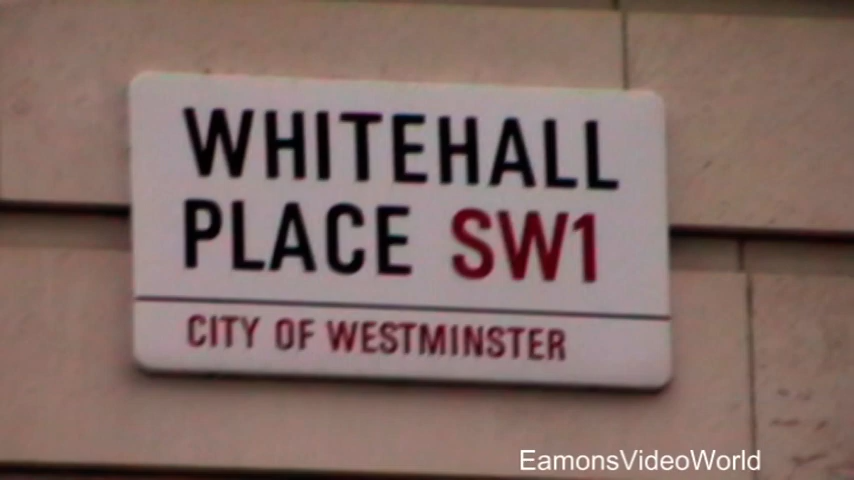 WHITEHALL
PLACE SW1
CITY OF WESTMINSTER
EamonsVideoWorld